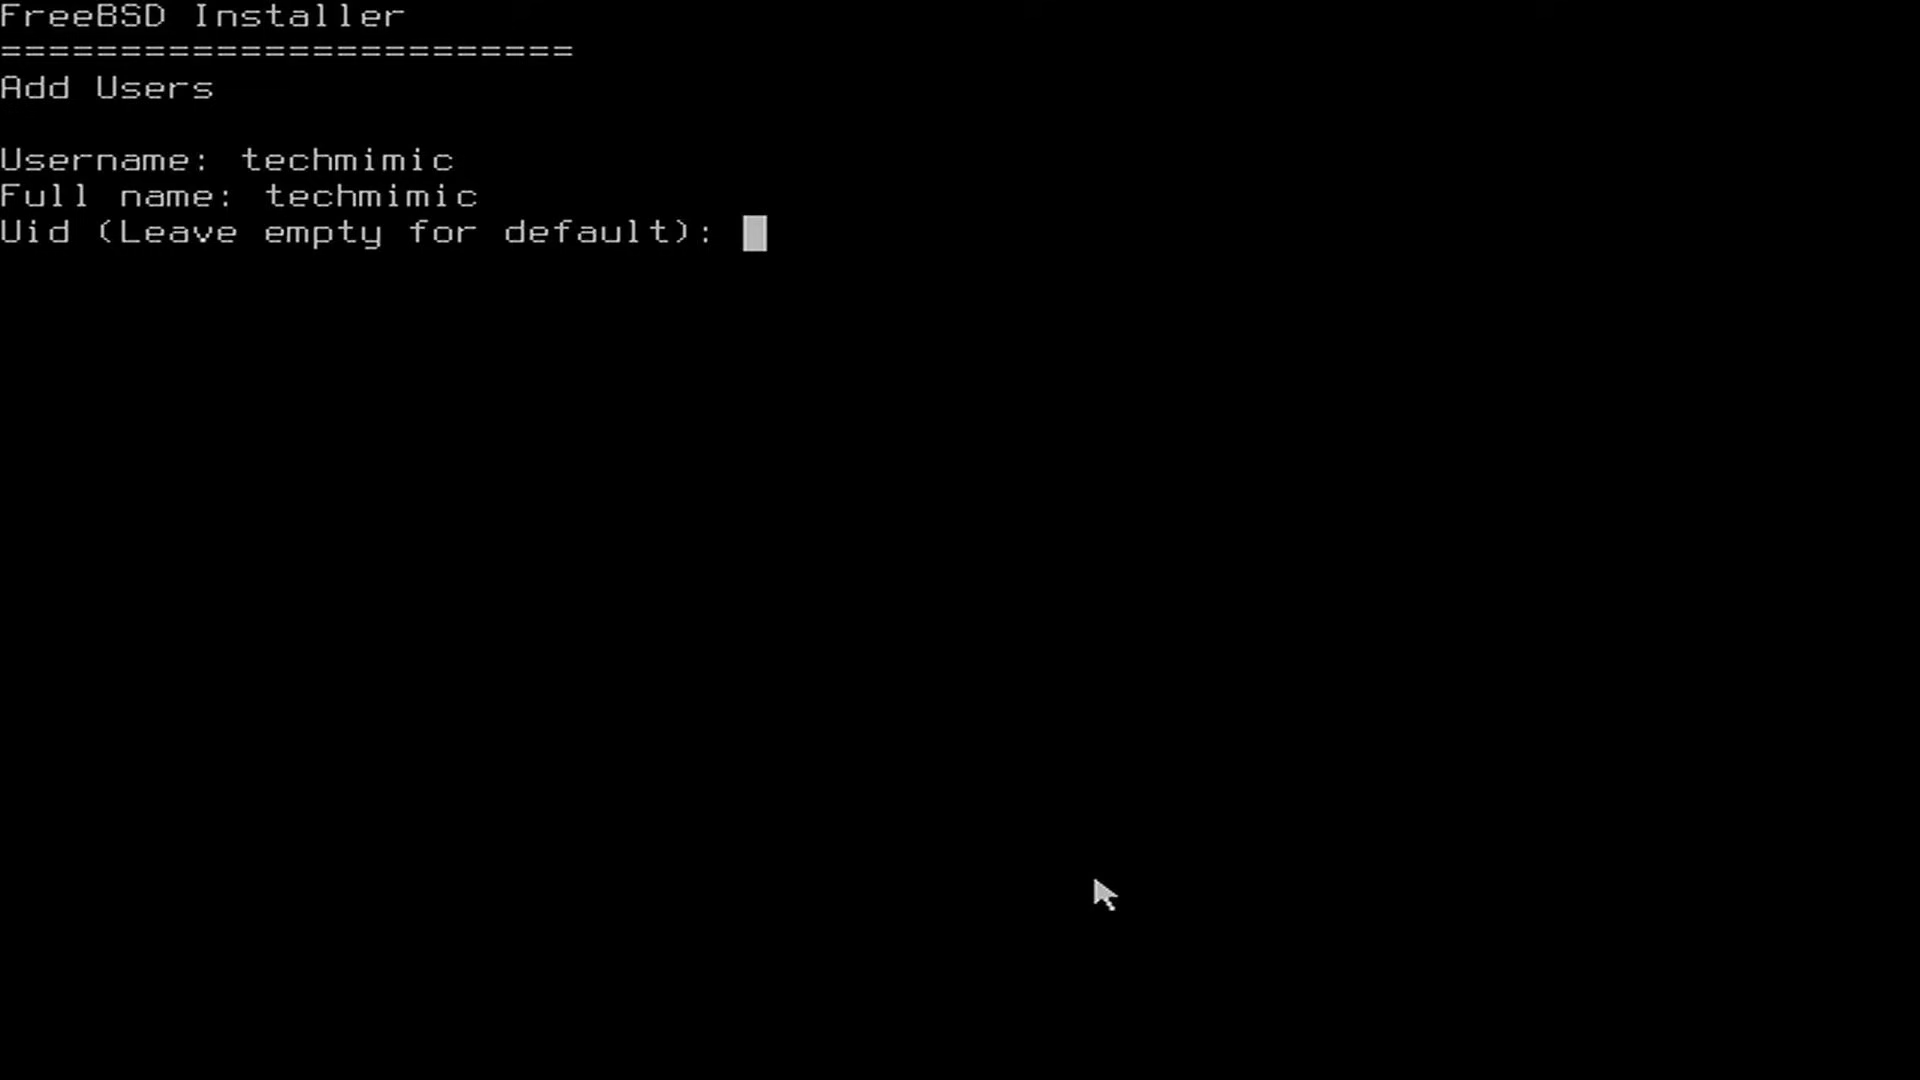 FreeBSD Installer
========================
Add Users
Username: techmimic
Full name: techmimic
Uid (Leave empty for default):